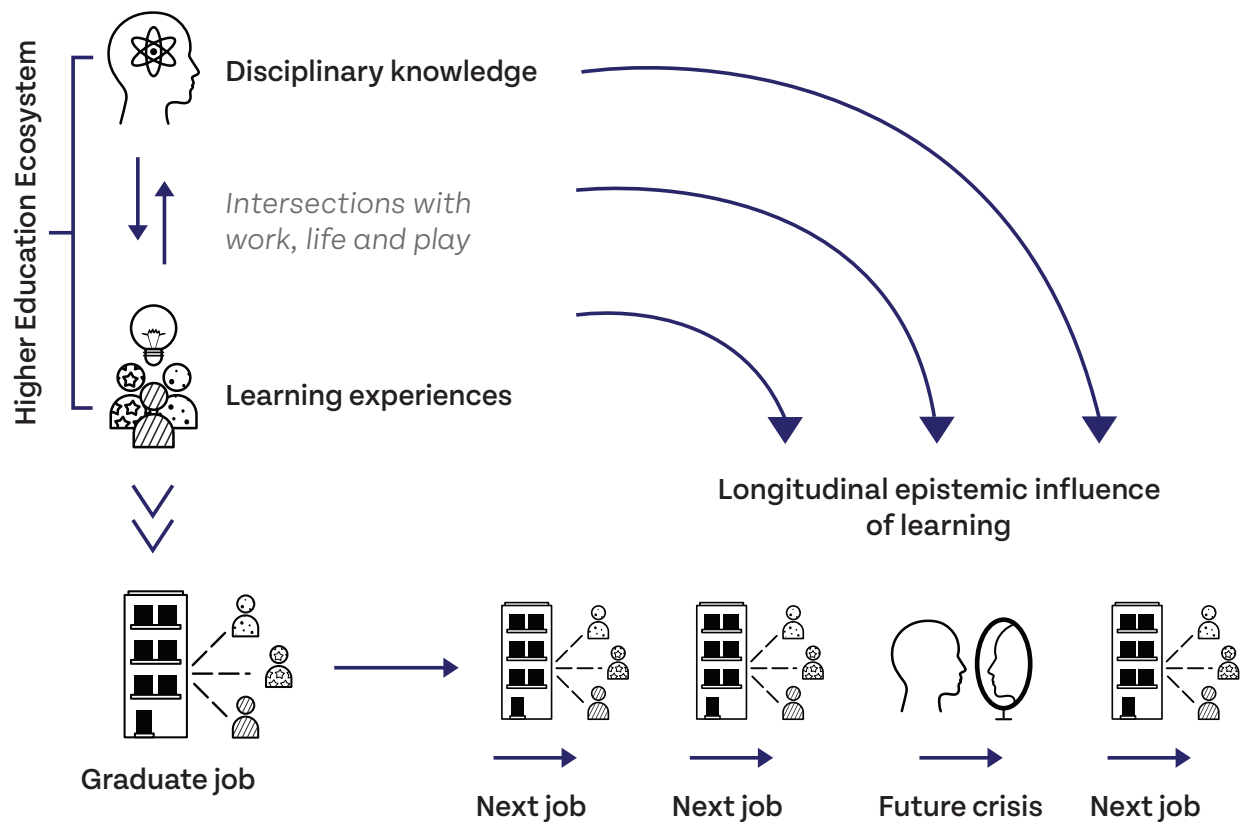 Higher Education Ecosystem
Disciplinary knowledge
Intersections with
work, life and play
Learning experiences
Longitudinal epistemic influence
of learning
Graduate job
Next job
Next job
Future crisis
Next job